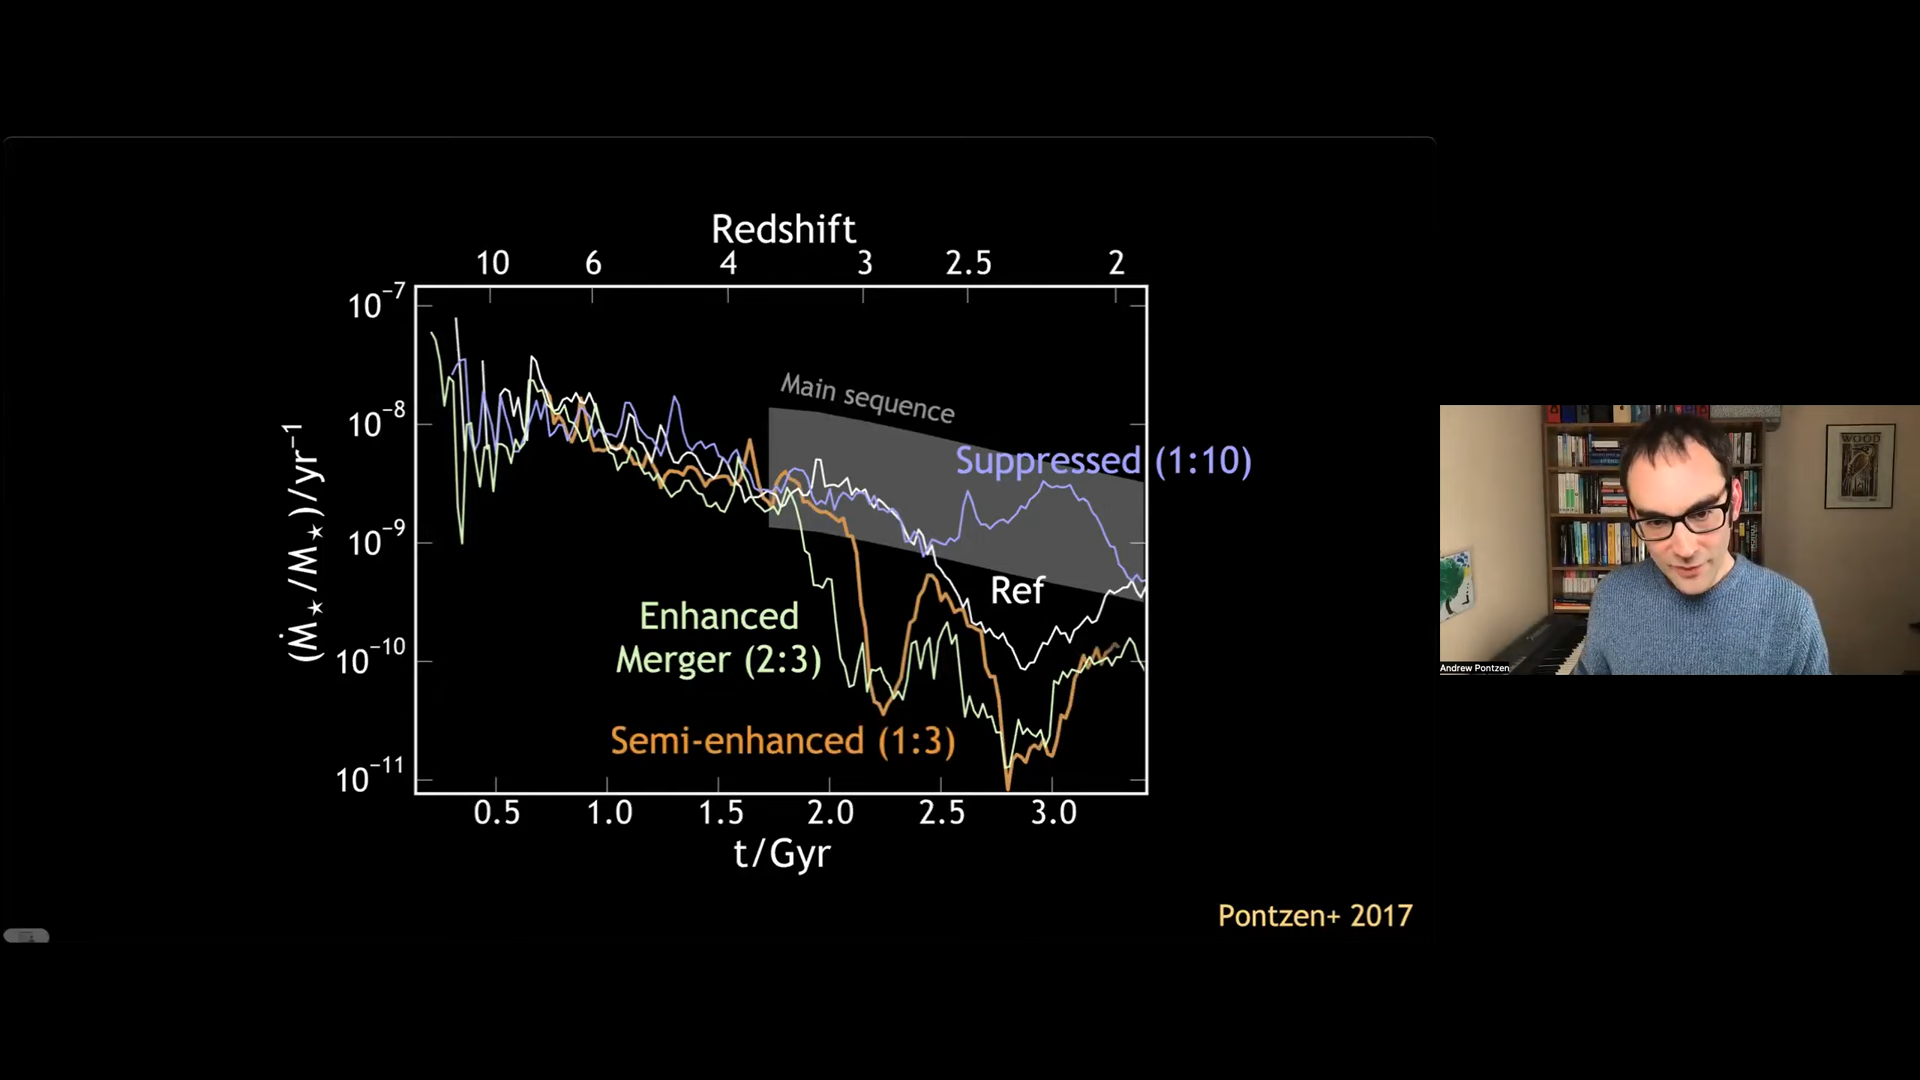 Redshift
10 6 4 3 2.5 2
10⁻⁷
10⁻⁸
10⁻⁹
10⁻¹⁰
10⁻¹¹
(Ṁ⋆/M⋆)/yr⁻¹
Main sequence
Suppressed (1:10)
Ref
Enhanced
Merger (2:3)
Semi-enhanced (1:3)
0.5 1.0 1.5 2.0 2.5 3.0
t/Gyr
Pontzen+ 2017
WOOD
Andrew Pontzen